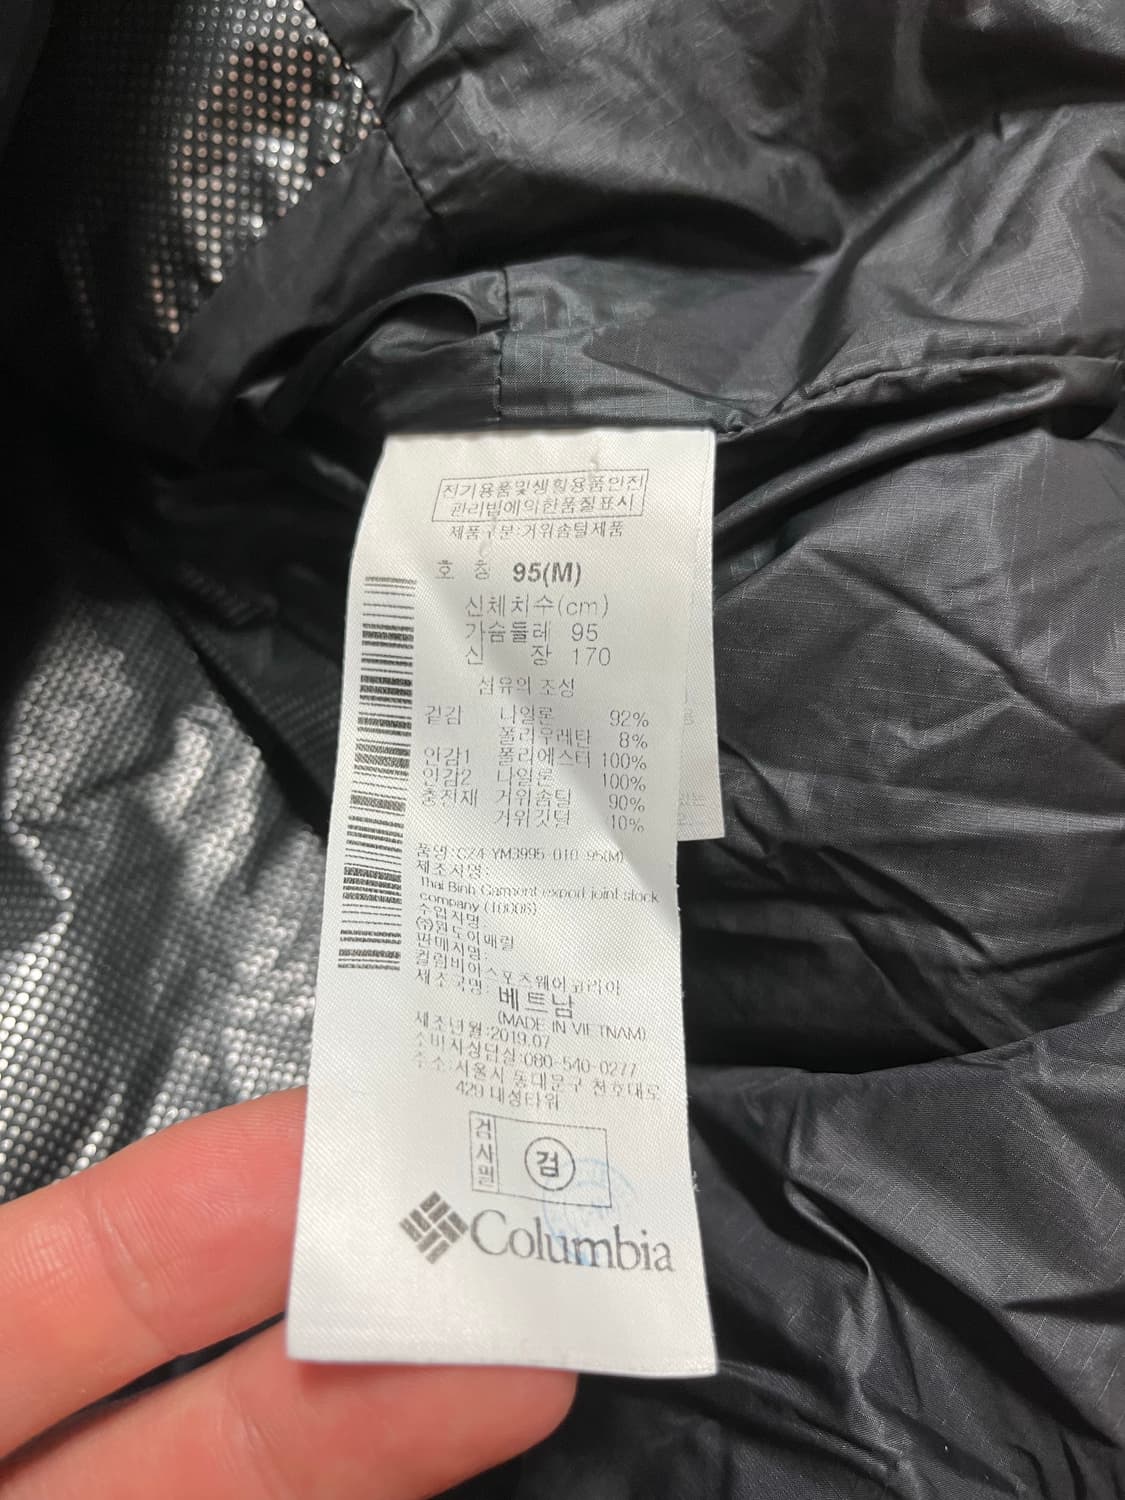 전기용품및생활용품안전
관리법에의한품질표시
제품구분:거위솜털제품
호 칭 95(M)
신체치수(cm)
가슴둘레 95
신 장 170
섬유의 조성
겉감 나일론 92%
폴리우레탄 8%
안감1 폴리에스터 100%
안감2 나일론 100%
충전재 거위솜털 90%
거위깃털 10%
품명:CZ4 YM3995 010 95(M)
제조자명:
Thai Binh Garment export joint stock
company (10006)
수입자명
(주)원도어패럴
판매자명:
컬럼비아스포츠웨어코리아
제조국명: 베트남
(MADE IN VIETNAM)
제조년월:2019.07
소비자상담실:080-540-0277
주소:서울시 동대문구 천호대로
429 대성타워
검사필 검
Columbia